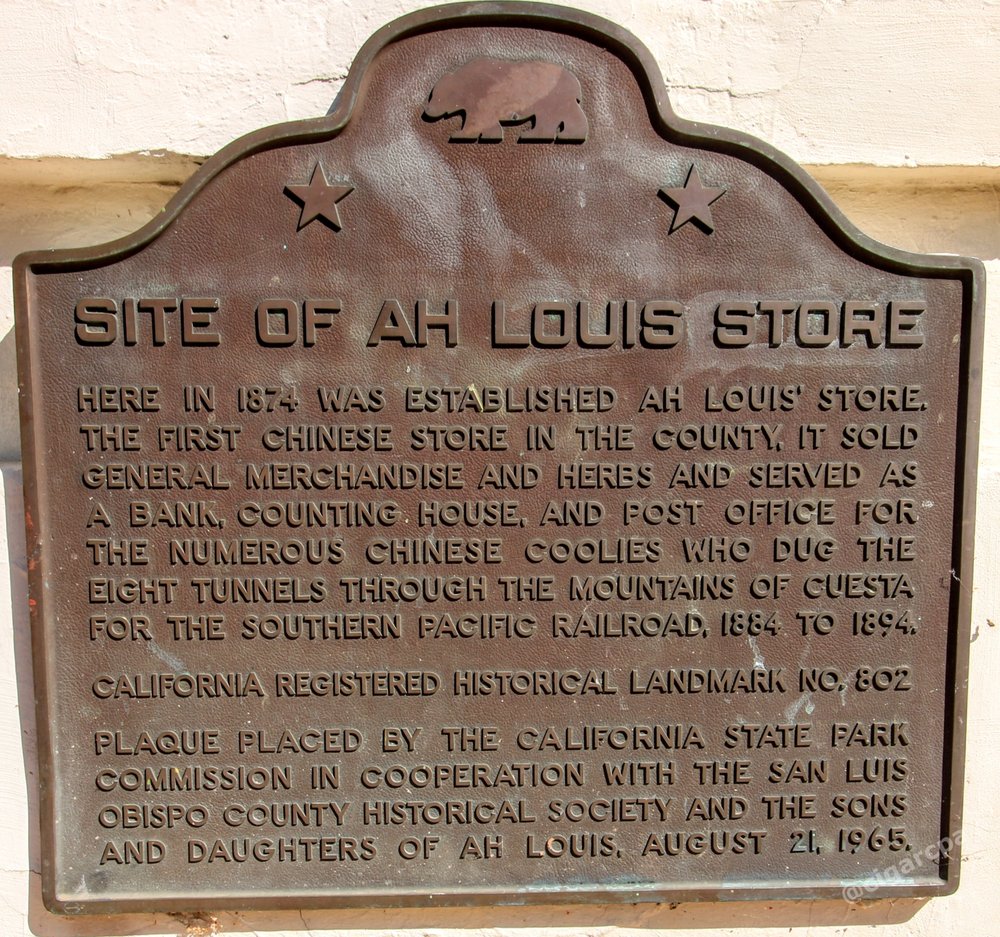 SITE OF AH LOUIS STORE
HERE IN 1874 WAS ESTABLISHED AH LOUIS' STORE.
THE FIRST CHINESE STORE IN THE COUNTY, IT SOLD
GENERAL MERCHANDISE AND HERBS AND SERVED AS
A BANK, COUNTING HOUSE, AND POST OFFICE FOR
THE NUMEROUS CHINESE COOLIES WHO DUG THE
EIGHT TUNNELS THROUGH THE MOUNTAINS OF CUESTA
FOR THE SOUTHERN PACIFIC RAILROAD, 1884 TO 1894.
CALIFORNIA REGISTERED HISTORICAL LANDMARK NO. 802
PLAQUE PLACED BY THE CALIFORNIA STATE PARK
COMMISSION IN COOPERATION WITH THE SAN LUIS
OBISPO COUNTY HISTORICAL SOCIETY AND THE SONS
AND DAUGHTERS OF AH LOUIS, AUGUST 21, 1965.